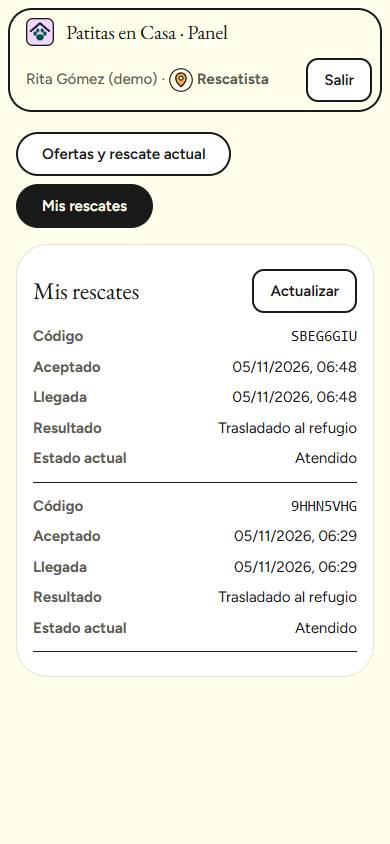 Patitas en Casa · Panel
Rita Gómez (demo) · Rescatista
Salir
Ofertas y rescate actual
Mis rescates
Mis rescates
Actualizar
Código SBEG6GIU
Aceptado 05/11/2026, 06:48
Llegada 05/11/2026, 06:48
Resultado Trasladado al refugio
Estado actual Atendido
Código 9HHN5VHG
Aceptado 05/11/2026, 06:29
Llegada 05/11/2026, 06:29
Resultado Trasladado al refugio
Estado actual Atendido